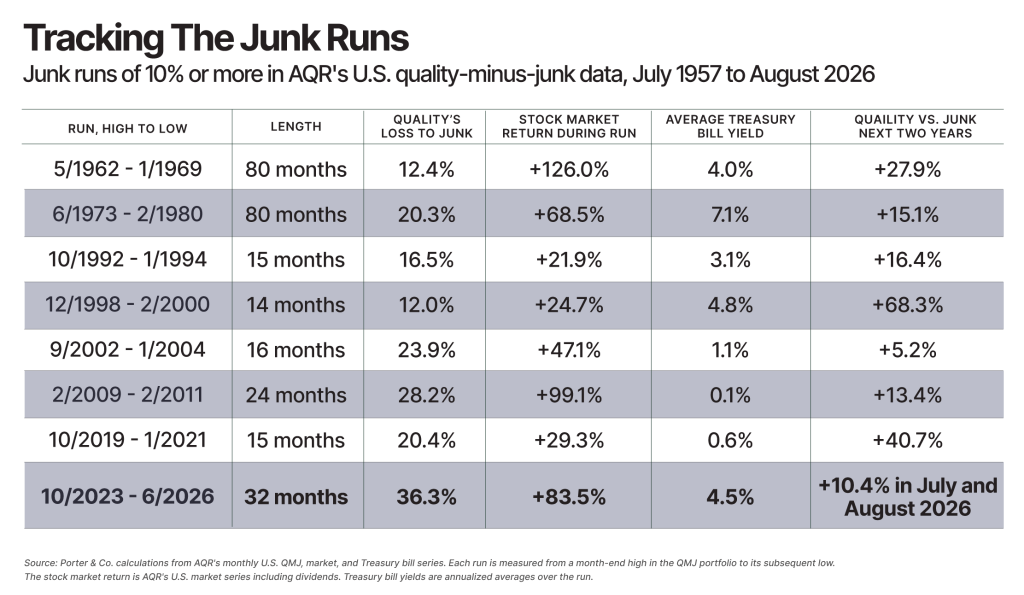 Tracking The Junk Runs
Junk runs of 10% or more in AQR's U.S. quality-minus-junk data, July 1957 to August 2026
RUN, HIGH TO LOW LENGTH QUALITY'S LOSS TO JUNK STOCK MARKET RETURN DURING RUN AVERAGE TREASURY BILL YIELD QUAILITY VS. JUNK NEXT TWO YEARS
5/1962 - 1/1969 80 months 12.4% +126.0% 4.0% +27.9%
6/1973 - 2/1980 80 months 20.3% +68.5% 7.1% +15.1%
10/1992 - 1/1994 15 months 16.5% +21.9% 3.1% +16.4%
12/1998 - 2/2000 14 months 12.0% +24.7% 4.8% +68.3%
9/2002 - 1/2004 16 months 23.9% +47.1% 1.1% +5.2%
2/2009 - 2/2011 24 months 28.2% +99.1% 0.1% +13.4%
10/2019 - 1/2021 15 months 20.4% +29.3% 0.6% +40.7%
10/2023 - 6/2026 32 months 36.3% +83.5% 4.5% +10.4% in July and August 2026
Source: Porter & Co. calculations from AQR's monthly U.S. QMJ, market, and Treasury bill series. Each run is measured from a month-end high in the QMJ portfolio to its subsequent low.
The stock market return is AQR's U.S. market series including dividends. Treasury bill yields are annualized averages over the run.